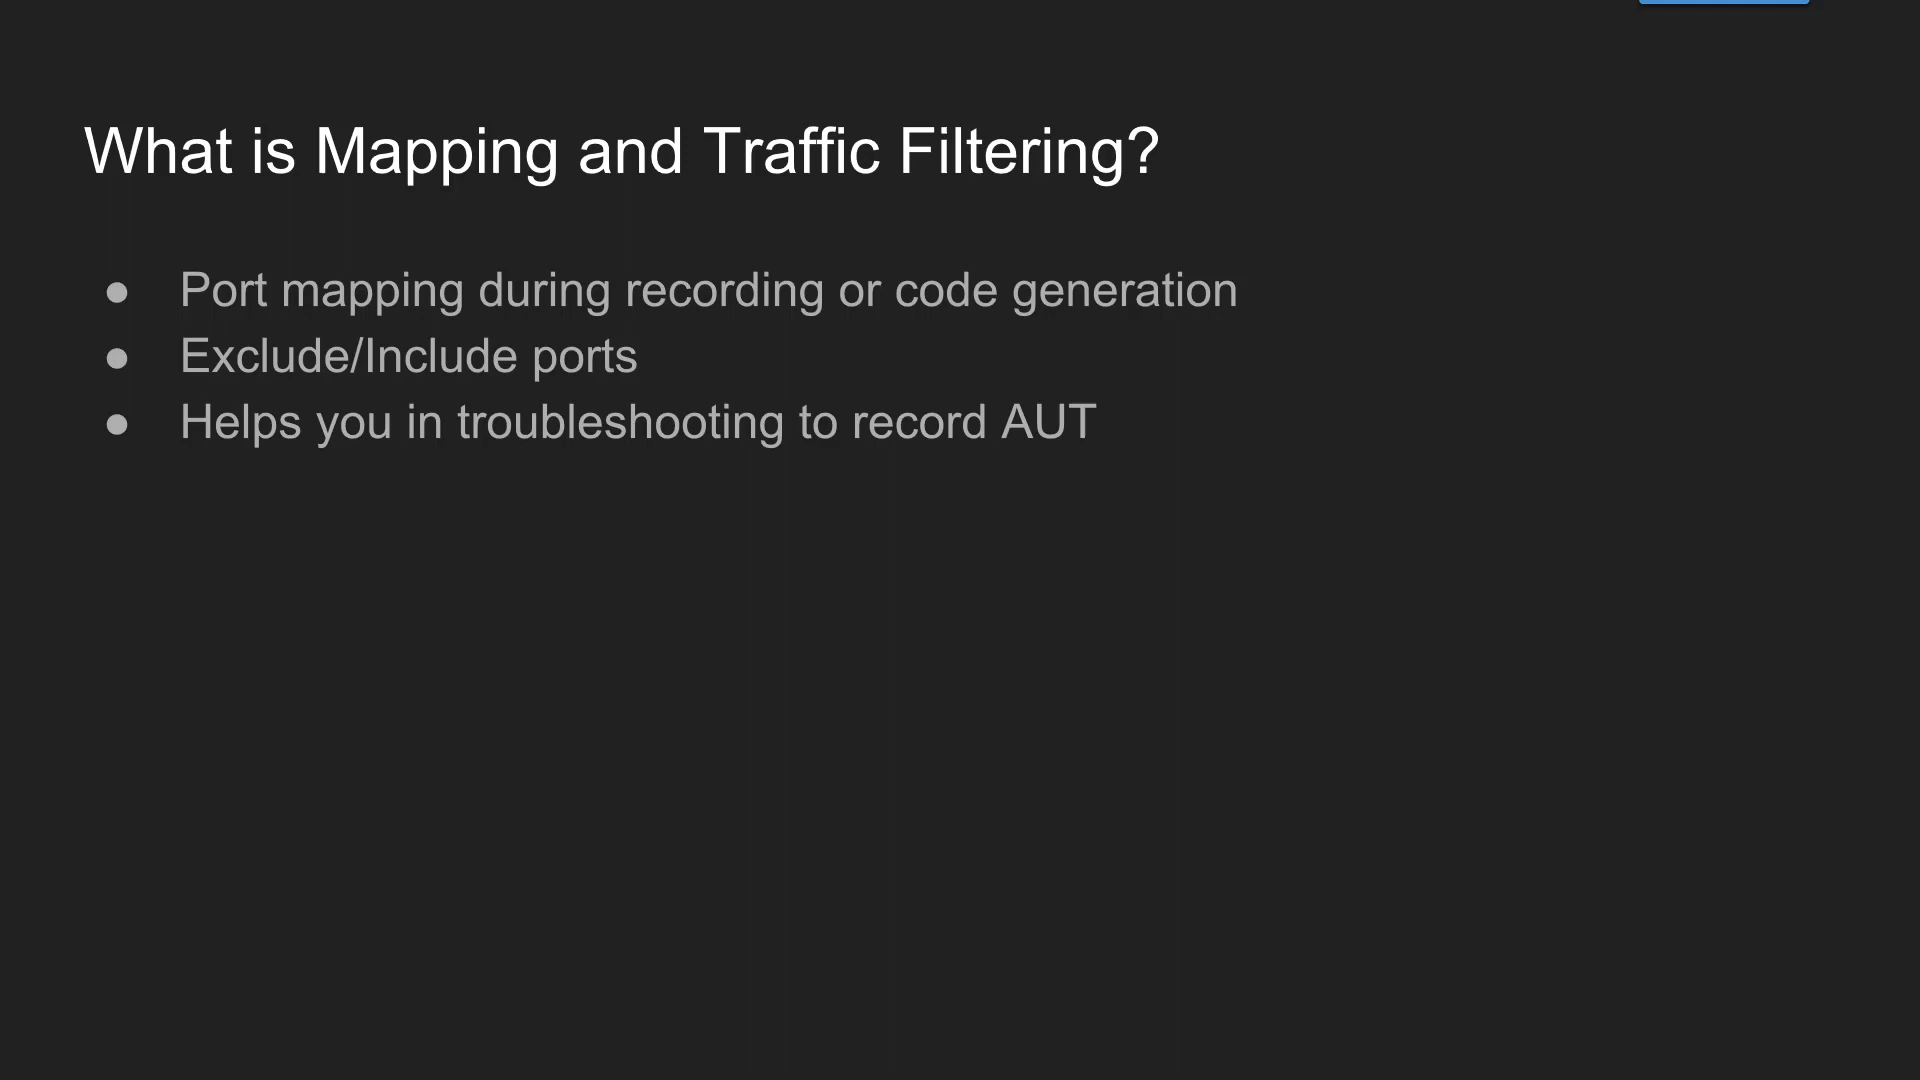 What is Mapping and Traffic Filtering?
● Port mapping during recording or code generation
● Exclude/Include ports
● Helps you in troubleshooting to record AUT